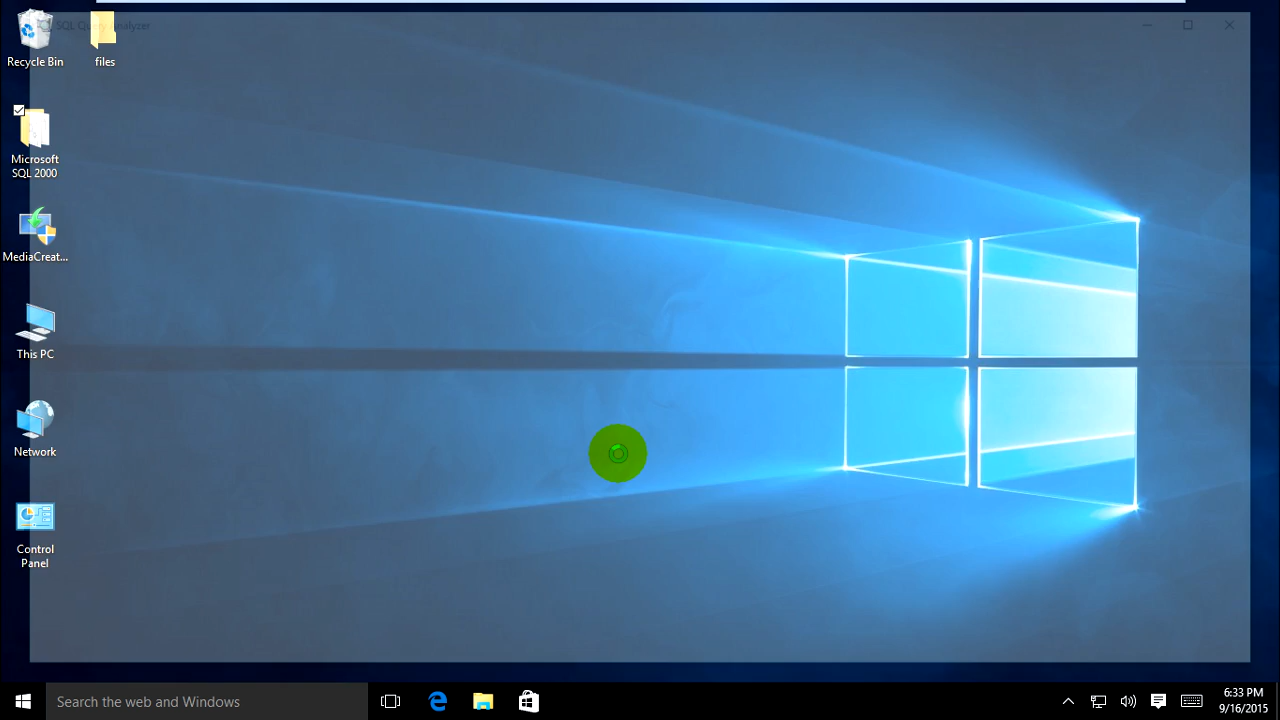 SQL Query Analyzer
Recycle Bin
files
Microsoft
SQL 2000
MediaCreat...
This PC
Network
Control
Panel
Search the web and Windows
6:33 PM
9/16/2015